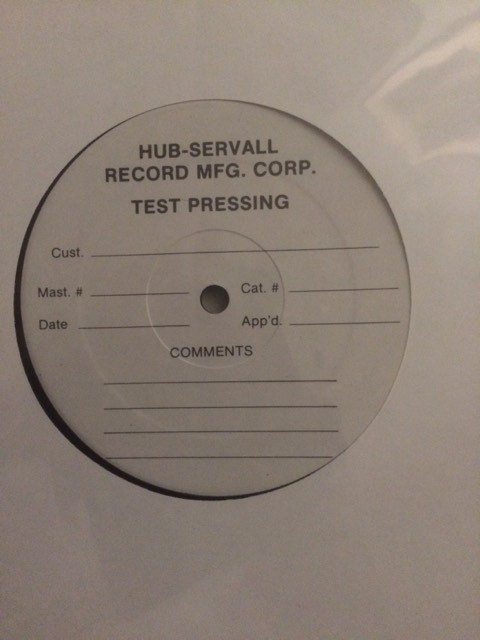 HUB-SERVALL
RECORD MFG. CORP.
TEST PRESSING
Cust.
Mast. # Cat. #
Date App'd.
COMMENTS